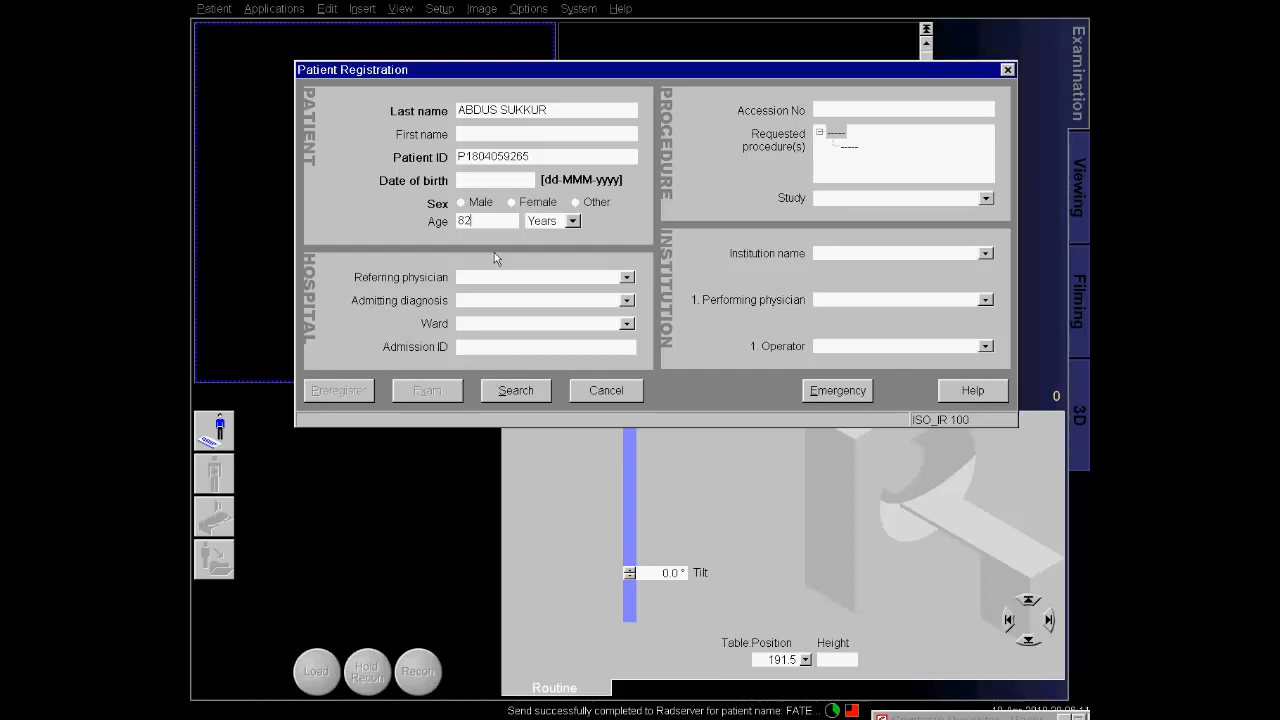 Patient Applications Edit Insert View Setup Image Options System Help
Patient Registration
PATIENT
Last name ABDUS SUKKUR
First name
Patient ID P1804059265
Date of birth [dd-MMM-yyyy]
Sex Male Female Other
Age 82 Years
HOSPITAL
Referring physician
Admitting diagnosis
Ward
Admission ID
PROCEDURE
Accession No
Requested procedure(s)
Study
INSTITUTION
Institution name
1. Performing physician
1. Operator
Preregister Exam Search Cancel Emergency Help
ISO_IR 100
Examination
Viewing
Filming
3D
0
0.0 ° Tilt
Table Position Height
191.5
Load Hold Recon Recon
Routine
Send successfully completed to Radserver for patient name: FATE...